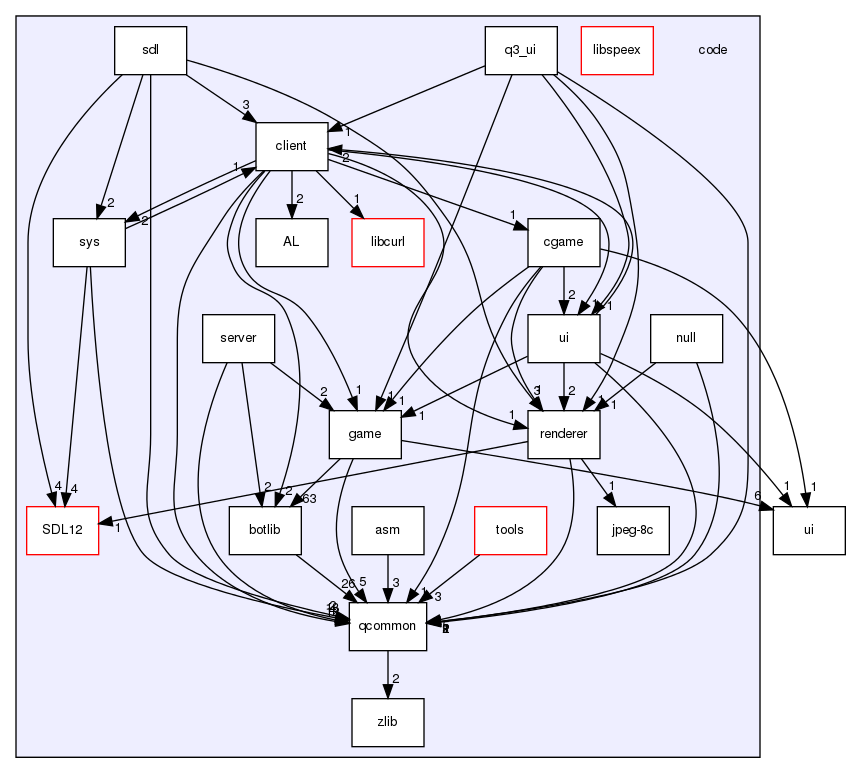 sdl
q3_ui
libspeex
code
3
1
client
2
2
1
1
2
1
sys
2
AL
libcurl
cgame
2
1
1
server
ui
null
2
1
1
1
1
3
2
1
1
1
game
renderer
4
4
2
2
63
1
6
1
1
SDL12
1
botlib
asm
tools
jpeg-8c
ui
26
5
3
1
3
qcommon
2
zlib